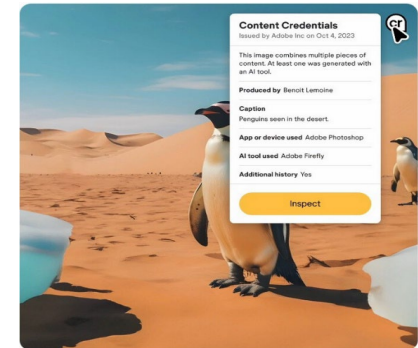 Content Credentials
Issued by Adobe Inc on Oct 4, 2023
This image combines multiple pieces of
content. At least one was generated with
an AI tool.
Produced by Benoit Lemoine
Caption
Penguins seen in the desert.
App or device used Adobe Photoshop
AI tool used Adobe Firefly
Additional history Yes
Inspect
cr